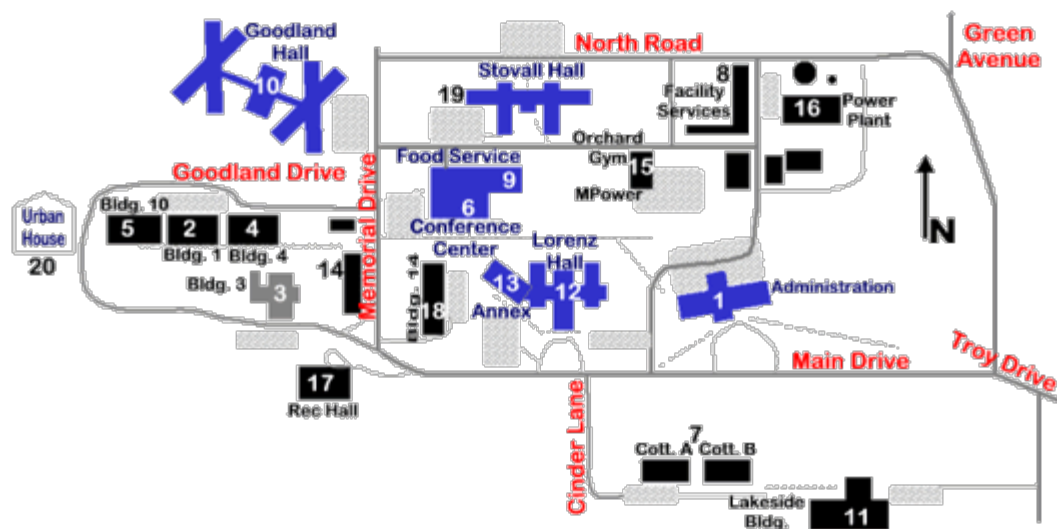 Goodland
Hall
10
North Road
Green
Avenue
Stovall Hall
19
8
Facility
Services
16
Power
Plant
Orchard
Gym
15
MPower
Food Service
9
6
Conference
Center
Goodland Drive
Memorial Drive
Urban
House
20
Bldg. 10
5
2
4
Bldg. 1
Bldg. 4
Bldg. 3
3
14
Bldg. 14
18
13
Annex
Lorenz
Hall
12
1
Administration
N
Main Drive
Troy Drive
17
Rec Hall
Cinder Lane
7
Cott. A
Cott. B
Lakeside
Bldg.
11